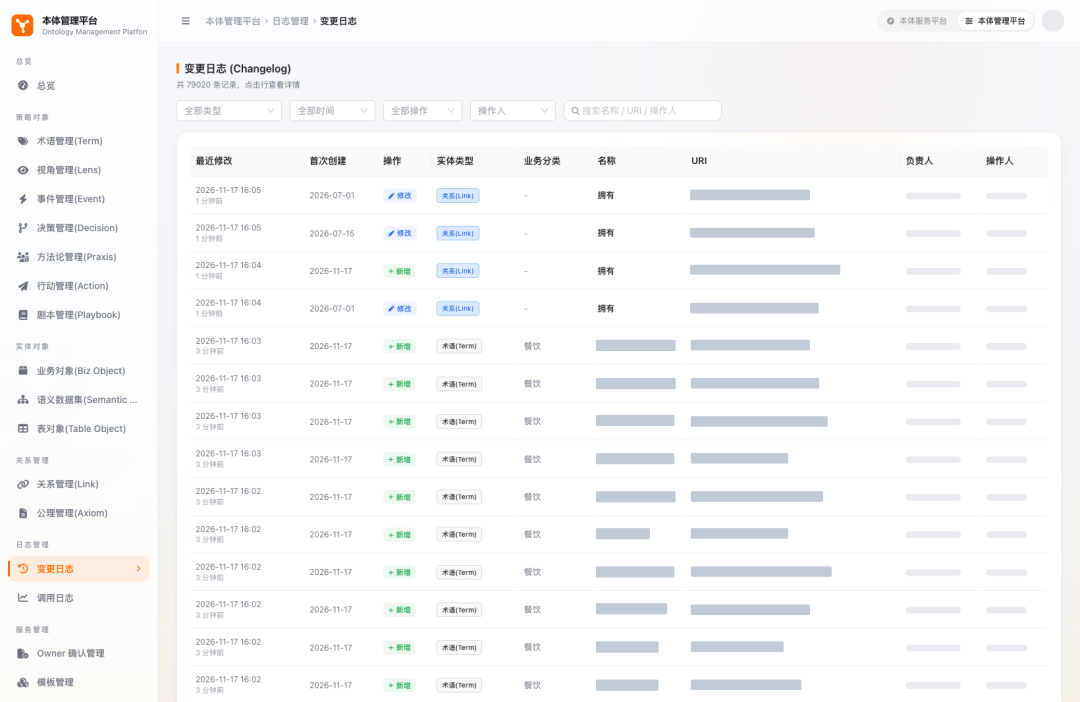 本体管理平台
Ontology Management Platfon
总览
总览
策略对象
术语管理(Term)
视角管理(Lens)
事件管理(Event)
决策管理(Decision)
方法论管理(Praxis)
行动管理(Action)
剧本管理(Playbook)
实体对象
业务对象(Biz Object)
语义数据集(Semantic ...
表对象(Table Object)
关系管理
关系管理(Link)
公理管理(Axiom)
日志管理
变更日志
调用日志
服务管理
Owner 确认管理
模板管理
本体管理平台 › 日志管理 › 变更日志
本体服务平台 本体管理平台
变更日志 (Changelog)
共 79020 条记录，点击行查看详情
全部类型 全部时间 全部操作 操作人 搜索名称 / URI / 操作人
最近修改 首次创建 操作 实体类型 业务分类 名称 URI 负责人 操作人
2026-11-17 16:05 2026-07-01 修改 关系(Link) - 拥有
1 分钟前
2026-11-17 16:05 2026-07-15 修改 关系(Link) - 拥有
1 分钟前
2026-11-17 16:04 2026-11-17 + 新增 关系(Link) - 拥有
1 分钟前
2026-11-17 16:04 2026-07-01 修改 关系(Link) - 拥有
1 分钟前
2026-11-17 16:03 2026-11-17 + 新增 术语(Term) 餐饮
3 分钟前
2026-11-17 16:03 2026-11-17 + 新增 术语(Term) 餐饮
3 分钟前
2026-11-17 16:03 2026-11-17 + 新增 术语(Term) 餐饮
3 分钟前
2026-11-17 16:03 2026-11-17 + 新增 术语(Term) 餐饮
3 分钟前
2026-11-17 16:02 2026-11-17 + 新增 术语(Term) 餐饮
3 分钟前
2026-11-17 16:02 2026-11-17 + 新增 术语(Term) 餐饮
3 分钟前
2026-11-17 16:02 2026-11-17 + 新增 术语(Term) 餐饮
3 分钟前
2026-11-17 16:02 2026-11-17 + 新增 术语(Term) 餐饮
3 分钟前
2026-11-17 16:02 2026-11-17 + 新增 术语(Term) 餐饮
3 分钟前
2026-11-17 16:02 2026-11-17 + 新增 术语(Term) 餐饮
3 分钟前